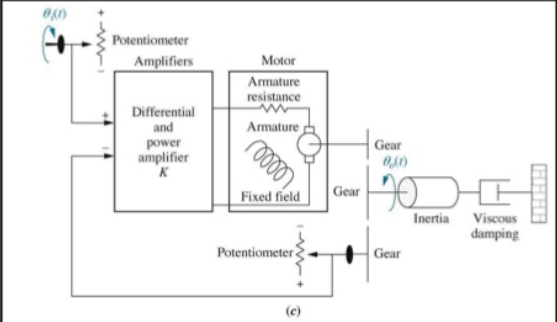 θi(t)
+
Potentiometer
−
Amplifiers
Motor
Armature
resistance
+
Differential
and
power
amplifier
K
−
Armature
Fixed field
Gear
θo(t)
Gear
Inertia
Viscous
damping
−
Potentiometer
+
Gear
(c)